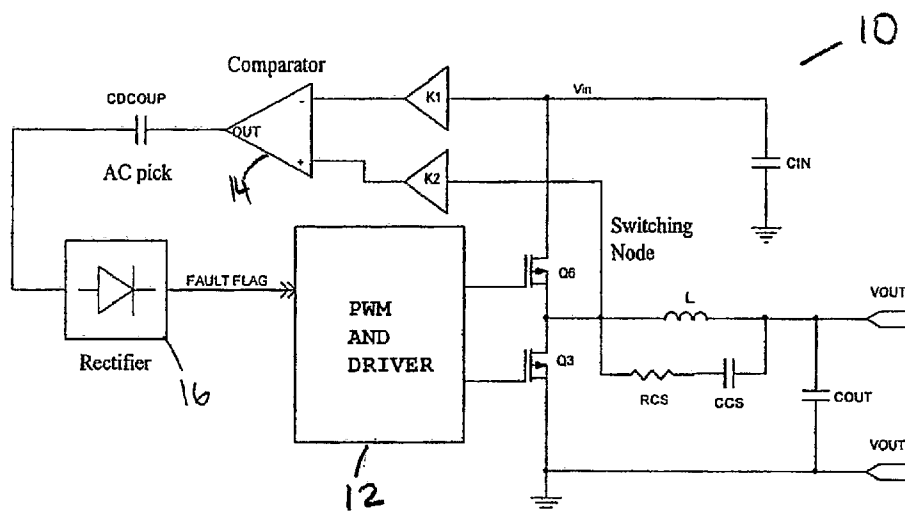 10
Comparator
CDCOUP
K1
Vin
OUT
-
+
AC pick
14
K2
CIN
Switching
Node
FAULT FLAG
Q6
PWM
AND
DRIVER
L
VOUT
Rectifier
16
Q3
RCS
CCS
COUT
12
VOUT